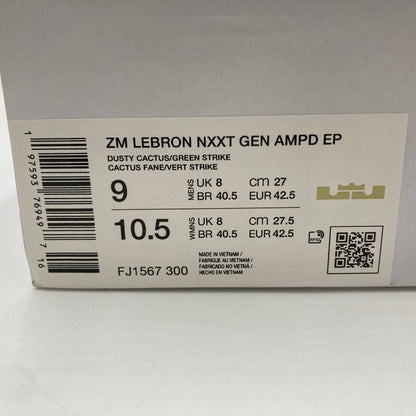 ZM LEBRON NXXT GEN AMPD EP
DUSTY CACTUS/GREEN STRIKE
CACTUS FANE/VERT STRIKE
9 MENS UK 8 cm 27
BR 40.5 EUR 42.5
10.5 WMNS UK 8 cm 27.5
BR 40.5 EUR 42.5
MADE IN VIETNAM /
FABRIQUÉ AU VIETNAM /
FABRICADO NO VIETNÃ /
HECHO EN VIETNAM
FJ1567 300
1 97593 76949 7 16